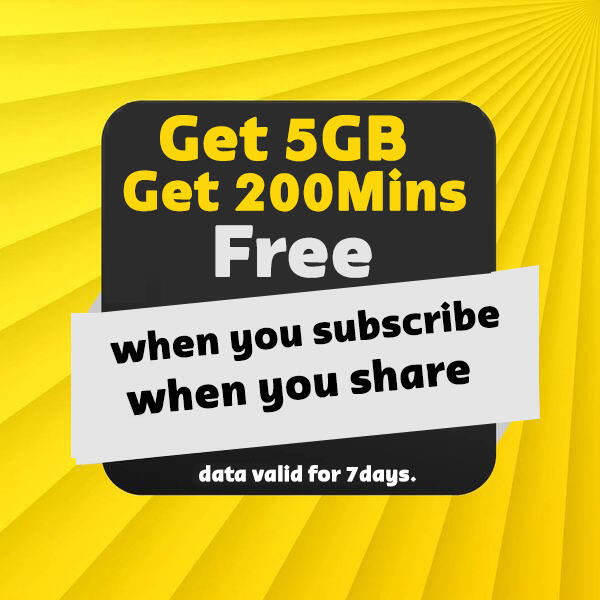 Get 5GB
Get 200Mins
Free
when you subscribe
when you share
data valid for 7days.